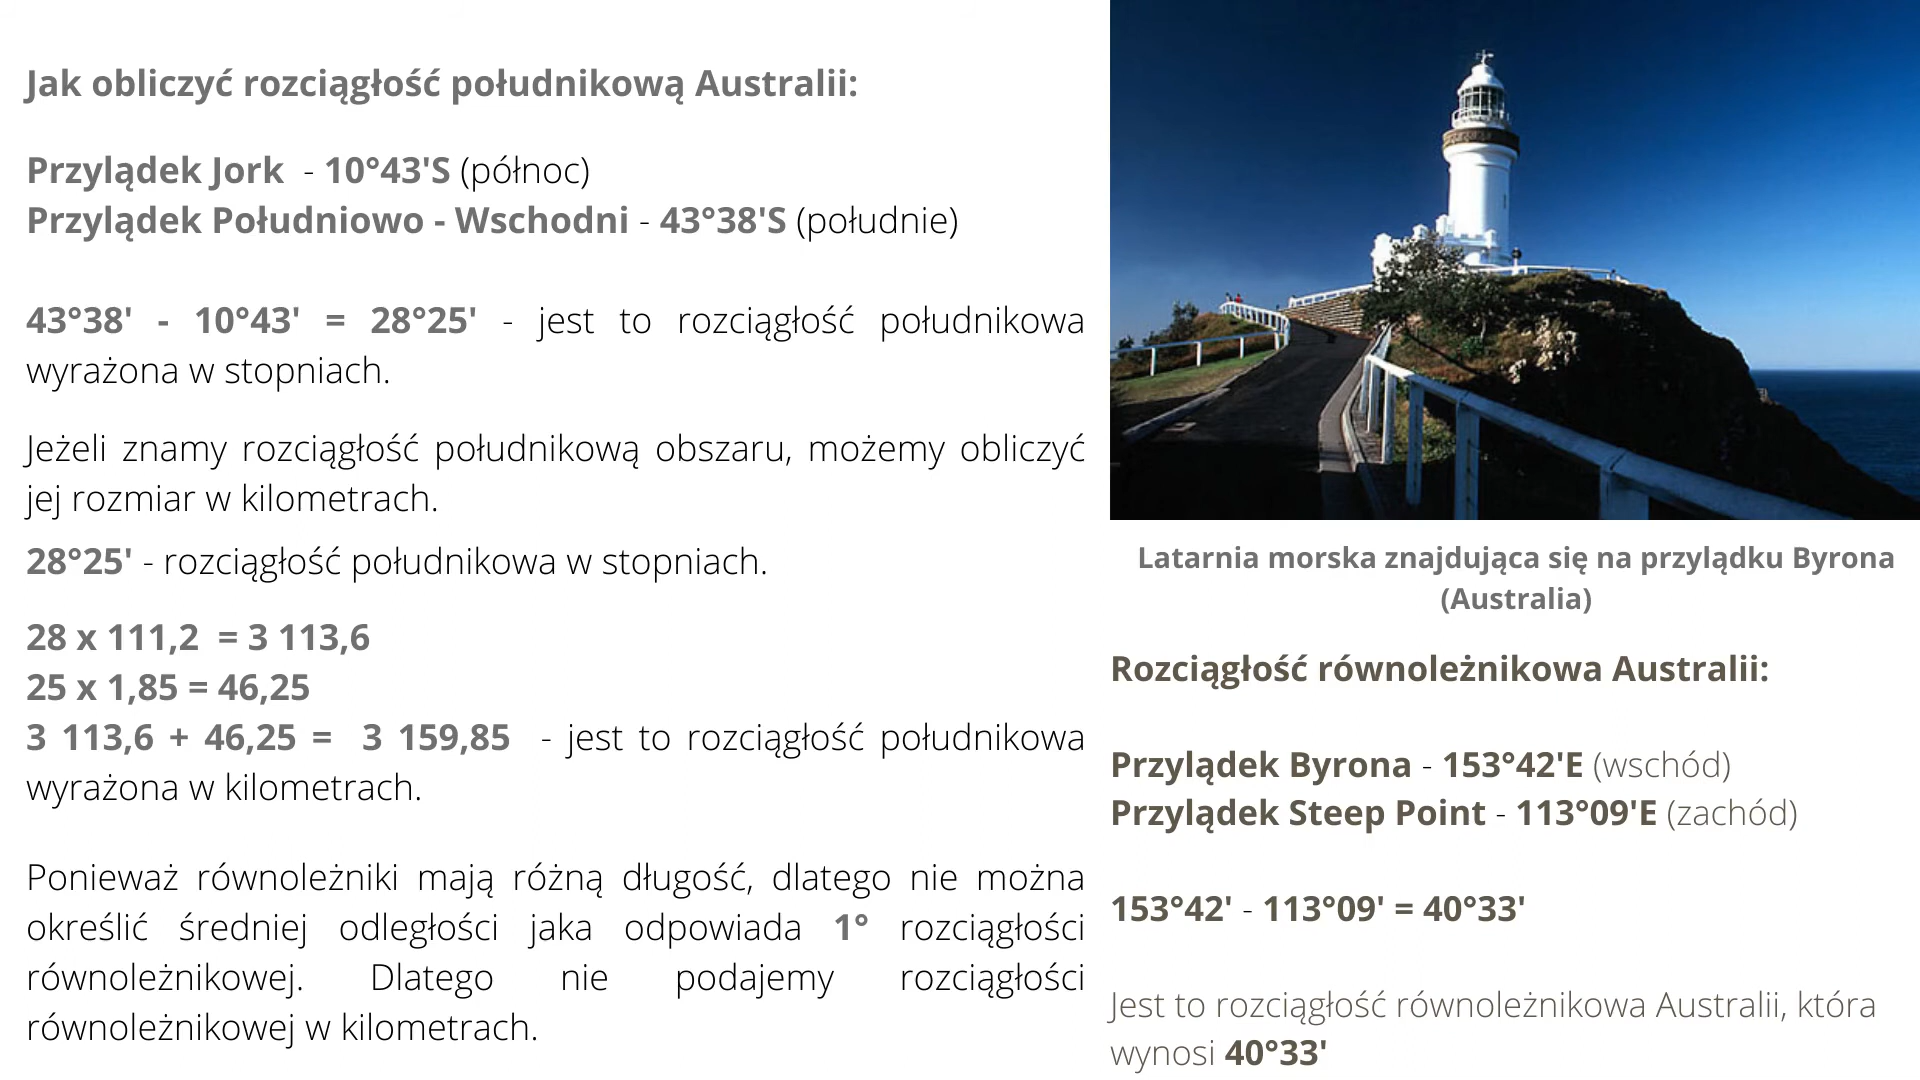 Jak obliczyć rozciągłość południkową Australii:
Przylądek Jork - 10°43'S (północ)
Przylądek Południowo - Wschodni - 43°38'S (południe)
43°38' - 10°43' = 28°25' - jest to rozciągłość południkowa
wyrażona w stopniach.
Jeżeli znamy rozciągłość południkową obszaru, możemy obliczyć
jej rozmiar w kilometrach.
28°25' - rozciągłość południkowa w stopniach.
28 x 111,2 = 3 113,6
25 x 1,85 = 46,25
3 113,6 + 46,25 = 3 159,85 - jest to rozciągłość południkowa
wyrażona w kilometrach.
Ponieważ równoleżniki mają różną długość, dlatego nie można
określić średniej odległości jaka odpowiada 1° rozciągłości
równoleżnikowej. Dlatego nie podajemy rozciągłości
równoleżnikowej w kilometrach.
Latarnia morska znajdująca się na przylądku Byrona
(Australia)
Rozciągłość równoleżnikowa Australii:
Przylądek Byrona - 153°42'E (wschód)
Przylądek Steep Point - 113°09'E (zachód)
153°42' - 113°09' = 40°33'
Jest to rozciągłość równoleżnikowa Australii, która
wynosi 40°33'